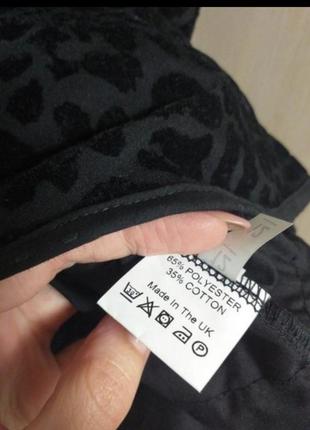 65% POLYESTER
35% COTTON
Made In The UK
P